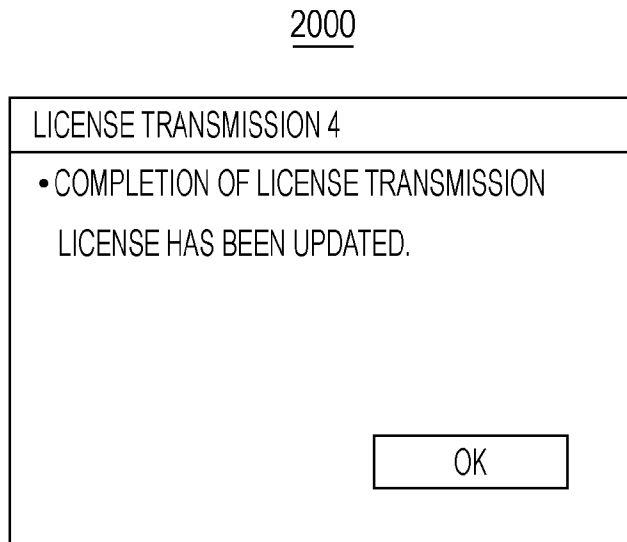 2000
LICENSE TRANSMISSION 4
• COMPLETION OF LICENSE TRANSMISSION
LICENSE HAS BEEN UPDATED.
OK